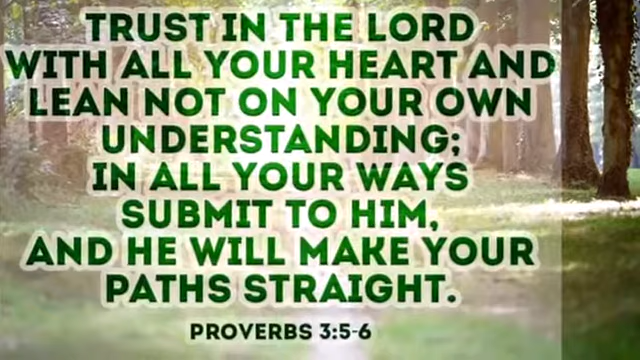 TRUST IN THE LORD
WITH ALL YOUR HEART AND
LEAN NOT ON YOUR OWN
UNDERSTANDING;
IN ALL YOUR WAYS
SUBMIT TO HIM,
AND HE WILL MAKE YOUR
PATHS STRAIGHT.
PROVERBS 3:5-6